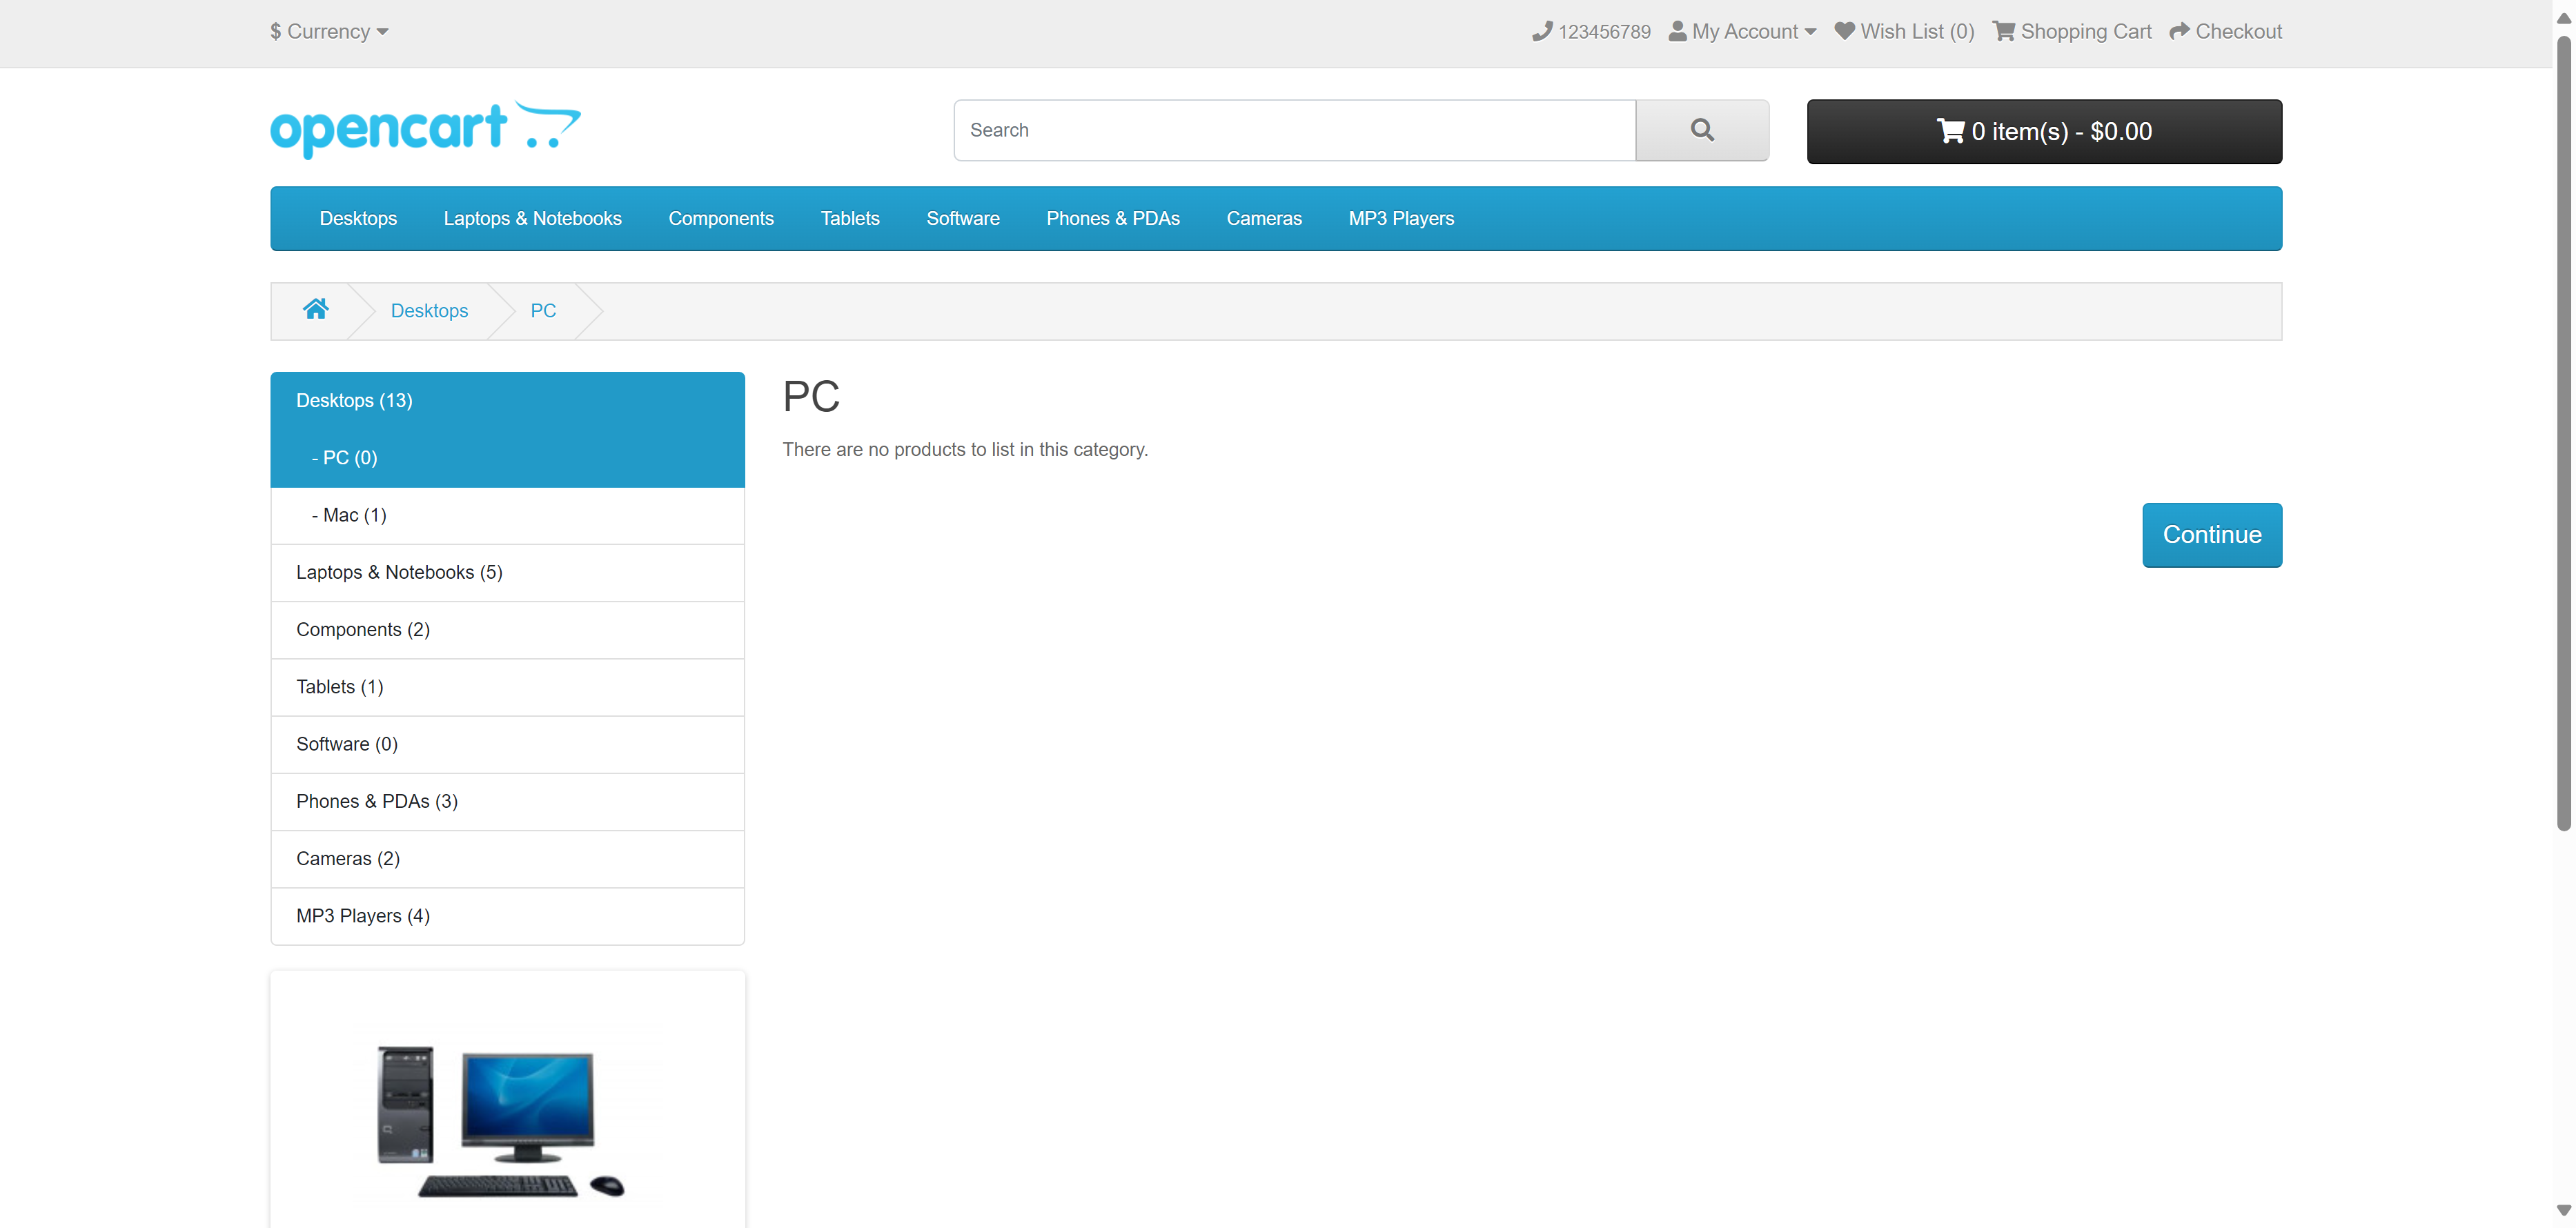 $ Currency
123456789 My Account Wish List (0) Shopping Cart Checkout
opencart
Search
0 item(s) - $0.00
Desktops Laptops & Notebooks Components Tablets Software Phones & PDAs Cameras MP3 Players
Desktops PC
Desktops (13)
- PC (0)
- Mac (1)
Laptops & Notebooks (5)
Components (2)
Tablets (1)
Software (0)
Phones & PDAs (3)
Cameras (2)
MP3 Players (4)
PC
There are no products to list in this category.
Continue